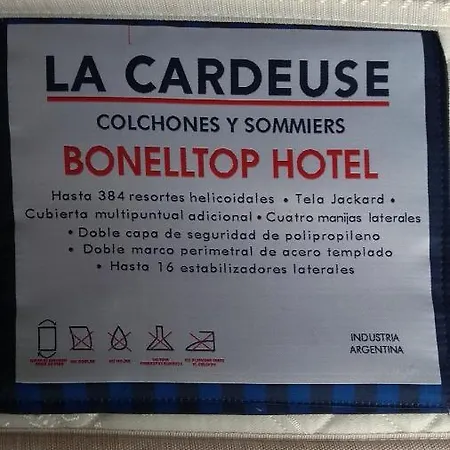 LA CARDEUSE
COLCHONES Y SOMMIERS
BONELLTOP HOTEL
Hasta 384 resortes helicoidales • Tela Jackard •
Cubierta multipuntual adicional • Cuatro manijas laterales
• Doble capa de seguridad de polipropileno
• Doble marco perimetral de acero templado
• Hasta 16 estabilizadores laterales
INDUSTRIA
ARGENTINA